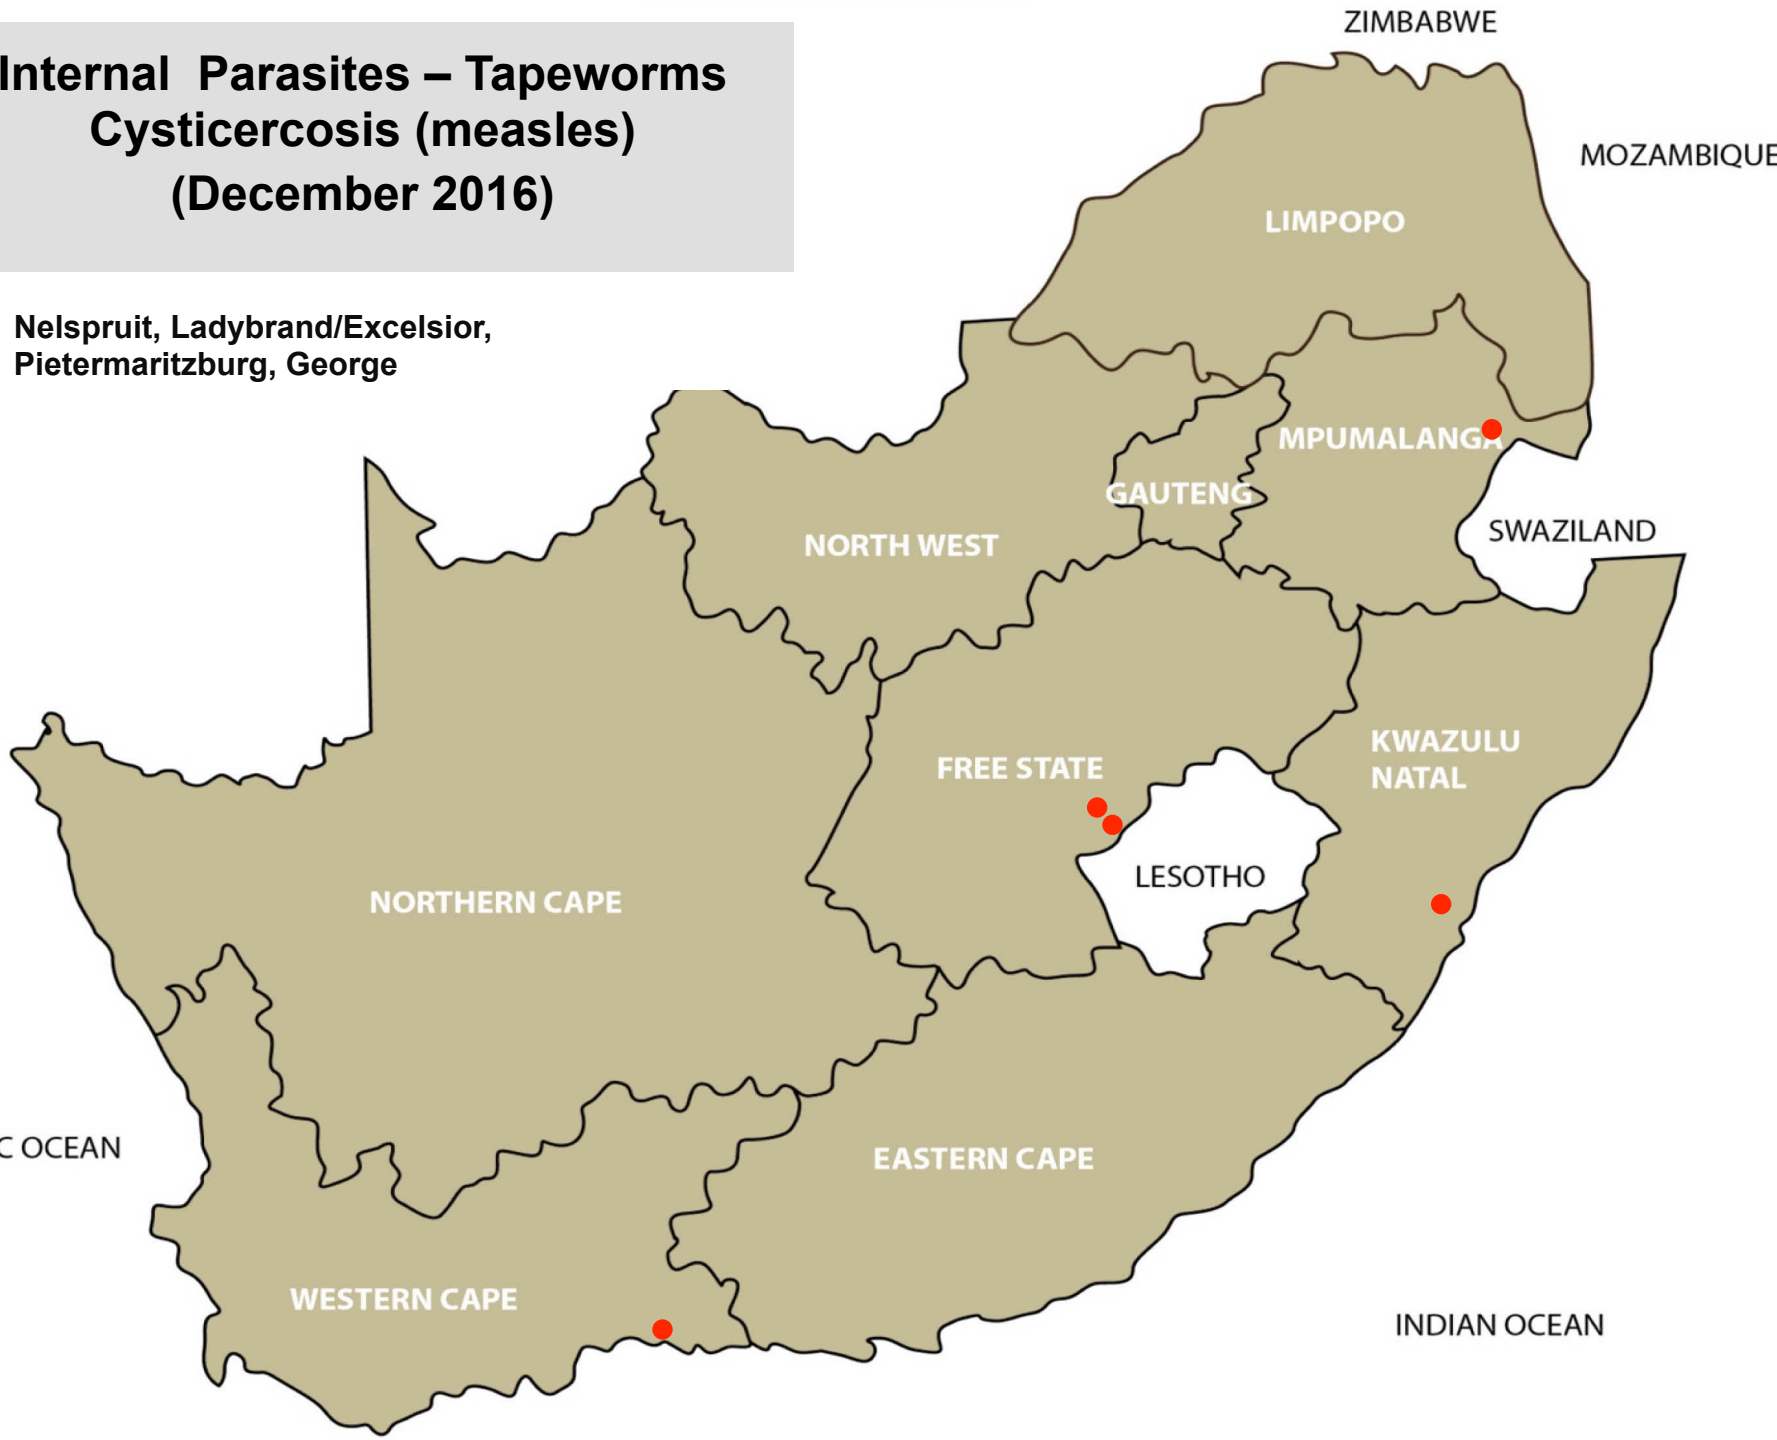 Internal Parasites – Tapeworms
Cysticercosis (measles)
(December 2016)
Nelspruit, Ladybrand/Excelsior,
Pietermaritzburg, George
ZIMBABWE
MOZAMBIQUE
LIMPOPO
MPUMALANGA
GAUTENG
SWAZILAND
NORTH WEST
KWAZULU
NATAL
FREE STATE
LESOTHO
NORTHERN CAPE
C OCEAN
EASTERN CAPE
WESTERN CAPE
INDIAN OCEAN